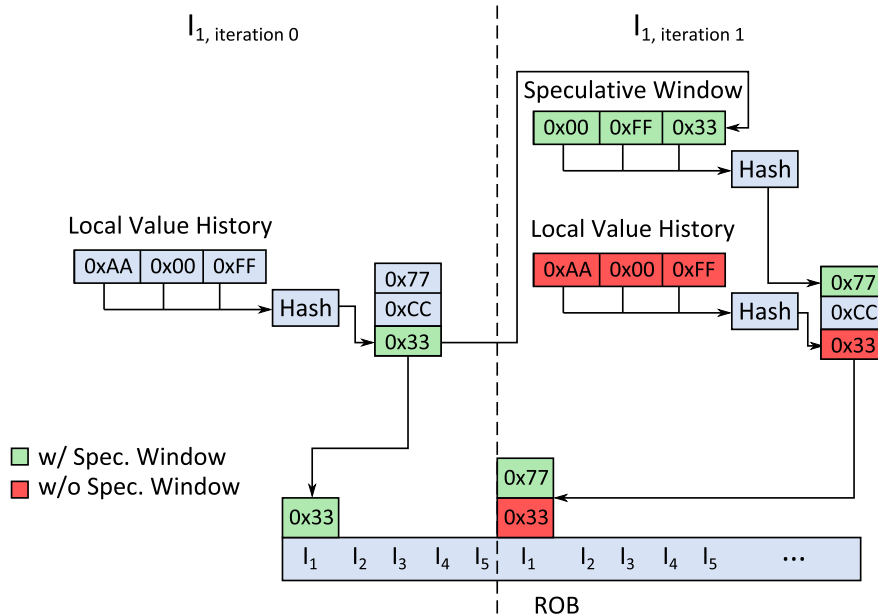 I1, iteration 0
I1, iteration 1
Speculative Window
0x00 0xFF 0x33
Hash
Local Value History
0xAA 0x00 0xFF
Hash
0x77
0xCC
0x33
Local Value History
0xAA 0x00 0xFF
Hash
0x77
0xCC
0x33
w/ Spec. Window
w/o Spec. Window
0x33
0x77
0x33
I1 I2 I3 I4 I5 I1 I2 I3 I4 I5 ...
ROB